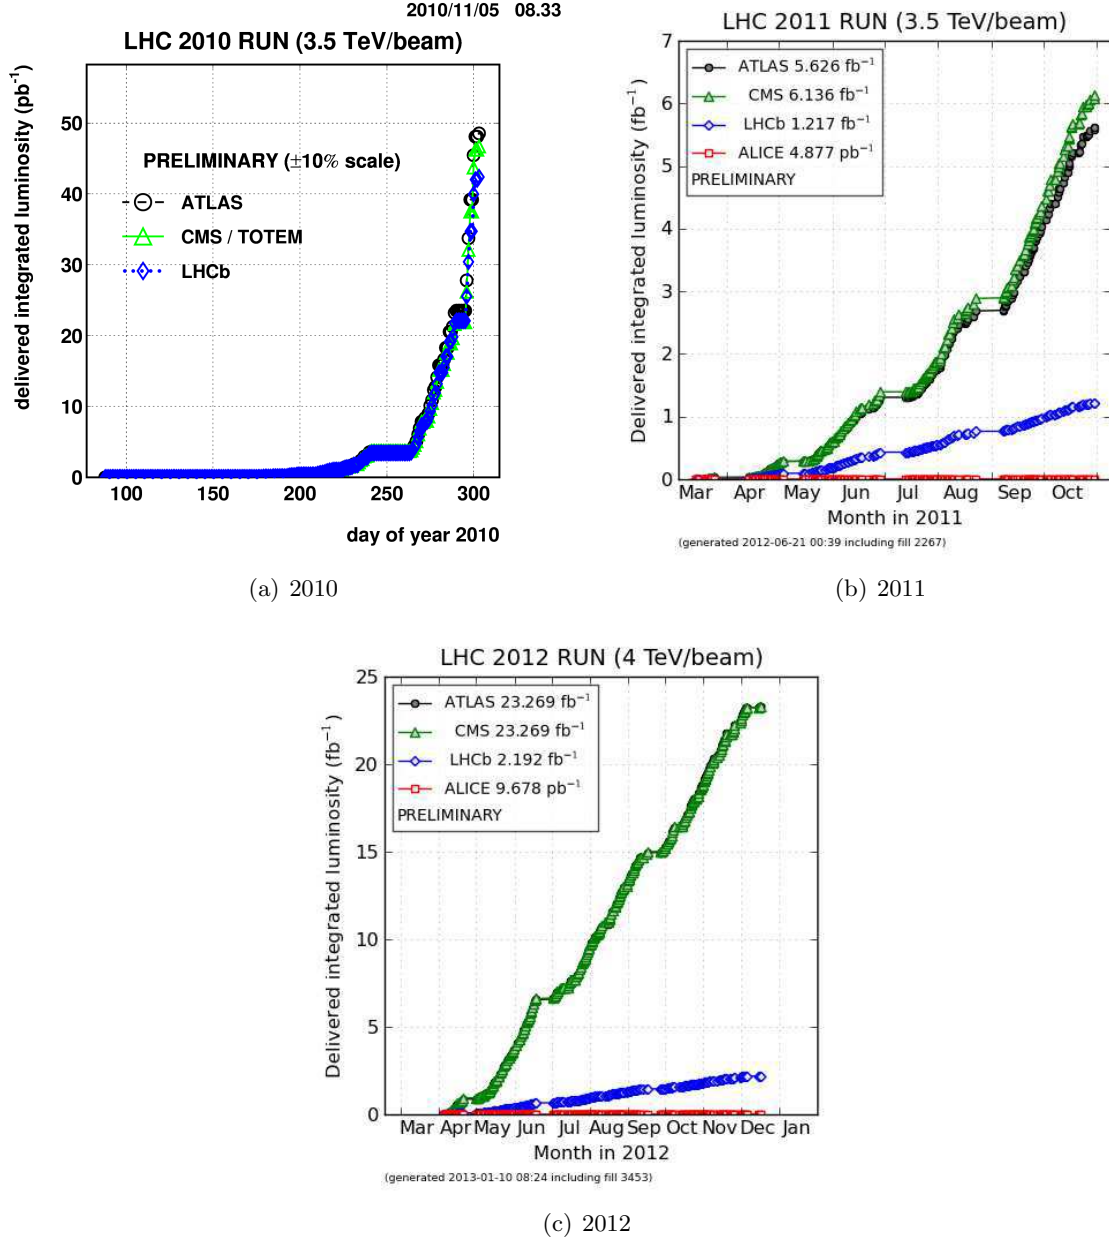 2010/11/05 08.33
LHC 2010 RUN (3.5 TeV/beam)
delivered integrated luminosity (pb⁻¹)
50
40
30
20
10
0
PRELIMINARY (±10% scale)
ATLAS
CMS / TOTEM
LHCb
100 150 200 250 300
day of year 2010
(a) 2010
LHC 2011 RUN (3.5 TeV/beam)
Delivered integrated luminosity (fb⁻¹)
7
6
5
4
3
2
1
0
ATLAS 5.626 fb⁻¹
CMS 6.136 fb⁻¹
LHCb 1.217 fb⁻¹
ALICE 4.877 pb⁻¹
PRELIMINARY
Mar Apr May Jun Jul Aug Sep Oct
Month in 2011
(generated 2012-06-21 00:39 including fill 2267)
(b) 2011
LHC 2012 RUN (4 TeV/beam)
Delivered integrated luminosity (fb⁻¹)
25
20
15
10
5
0
ATLAS 23.269 fb⁻¹
CMS 23.269 fb⁻¹
LHCb 2.192 fb⁻¹
ALICE 9.678 pb⁻¹
PRELIMINARY
Mar Apr May Jun Jul Aug Sep Oct Nov Dec Jan
Month in 2012
(generated 2013-01-10 08:24 including fill 3453)
(c) 2012